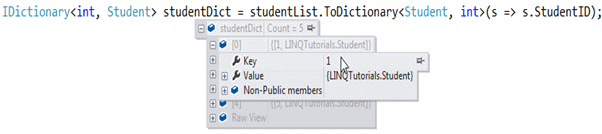 IDictionary<int, Student> studentDict = studentList.ToDictionary<Student, int>(s => s.StudentID);
studentDict Count = 5
[0] {[1, LINQTutorials.Student]}
Key 1
Value {LINQTutorials.Student}
Non-Public members
[4] {[5, LINQTutorials.Student]}
Raw View